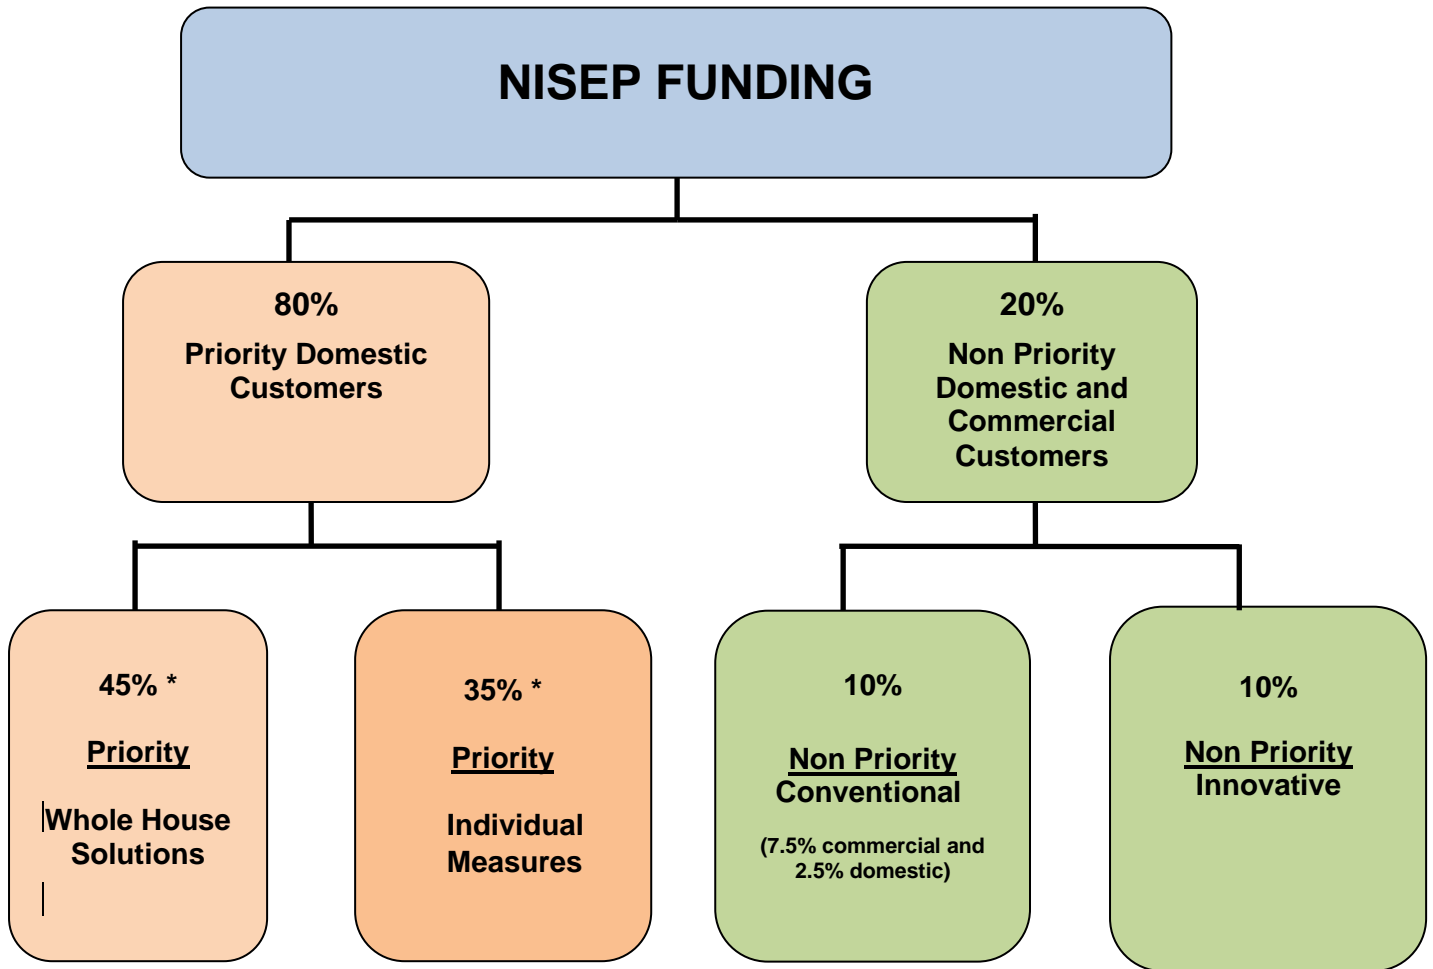 NISEP FUNDING
80%
Priority Domestic
Customers
20%
Non Priority
Domestic and
Commercial
Customers
45% *
Priority
Whole House
Solutions
35% *
Priority
Individual
Measures
10%
Non Priority
Conventional
(7.5% commercial and
2.5% domestic)
10%
Non Priority
Innovative